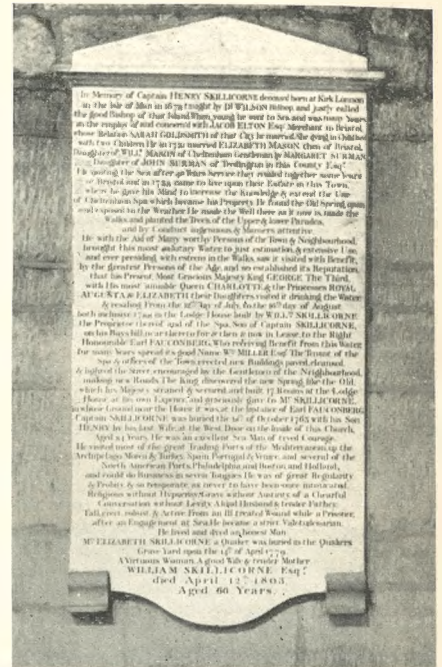 In Memory of Captain HENRY SKILLICORNE deceased born at Kirk Lonnon
in the Isle of Man in 1678 taught by Dr WILSON Bishop and justly called
the good Bishop of that Island When young he went to Sea and was many Years
in the employ of and concern'd with JACOB ELTON Esqr Merchant in Bristol
whose Relation SARAH GOLDSMITH of that City he married. She dying in Childbed
with two Children He in 1731 married ELIZABETH MASON then of Bristol
Daughter of WILLm MASON of Cheltenham Gentleman by MARGARET SURMAN
Daughter of JOHN SURMAN of Tredington in this County Esqr
He quitting the Sea after 40 Years Service they resided together some Years
at Bristol and in 1738 came to live upon their Estate in this Town,
where he gave his Mind to increase the Knowledge & extend the Use
of Cheltenham Spa which became his Property. He found the Old Spring open
and exposed to the Weather He made the Well there as it now is, made the
Walks and planted the Trees of the Upper & lower Parades,
and by Conduct ingenuous & Manners attentive
He with the Aid of Many worthy Persons of the Town & Neighbourhood,
brought this most salutary Water to just estimation & extensive Use,
and ever presiding with esteem in the Walks, saw it visited with Benefit,
by the greatest Persons of the Age, and so established its Reputation,
that his Present Most Gracious Majesty King GEORGE The Third,
with His most amiable Queen CHARLOTTE & the Princesses ROYAL
AUGUSTA & ELIZABETH their Daughters visited it drinking the Water
& residing From the 12th day of July, to the 16th day of August
both inclusive 1788 in the Lodge House built by WILLm SKILLICORNE
the Proprietor thereof and of the Spa, Son of Captain SKILLICORNE,
on his Bays hill near thereto for & then & now in Lease, to the Right
Honourable Earl FAUCONBERG, Who receiving Benefit from this Water
for many Years spread its good Name Wm MILLER Esqr The Renter of the
Spa & others of the Town erected new Buildings paved cleansed
& lighted the Street encouraged by the Gentlemen of the Neighbourhood,
making new Roads The King discovered the new Spring like the Old
which his Majesty steaned & secured and built 17 Rooms at the Lodge
House at his own Expence and graciously gave to Mr SKILLICORNE,
in whose Ground near the House it was at the Instance of Earl FAUCONBERG
Captain SKILLICORNE was buried the October 1763 with his Son
HENRY by his last Wife at the West Door on the Inside of this Church,
Aged 84 Years. He was an excellent Sea Man of tryed Courage
He visited most of the great Trading Ports of the Mediterranean up the
Archipelago Morea & Turkey Spain Portugal & Venice and several of the
North American Ports, Philadelphia and Boston and Holland,
and could do Business in seven Tongues He was of great Regularity
& Probity & so temperate as never to have been once intoxicated
Religious without Hypocrisy Grave without Austerity of a Chearful
Conversation without Levity A kind Husband & tender Father
Tall, erect, robust & Active From an Ill treated Wound while a Prisoner,
after an Engagement at Sea He became a strict Valetudinarian
He lived and dyed an honest Man
Mrs ELIZABETH SKILLICORNE a Quaker was buried in the Quakers
Grave Yard upon the 14th of April 1779
A Virtuous Woman A good Wife & tender Mother
WILLIAM SKILLICORNE Esqr
died April 12th 1803
Aged 66 Years.